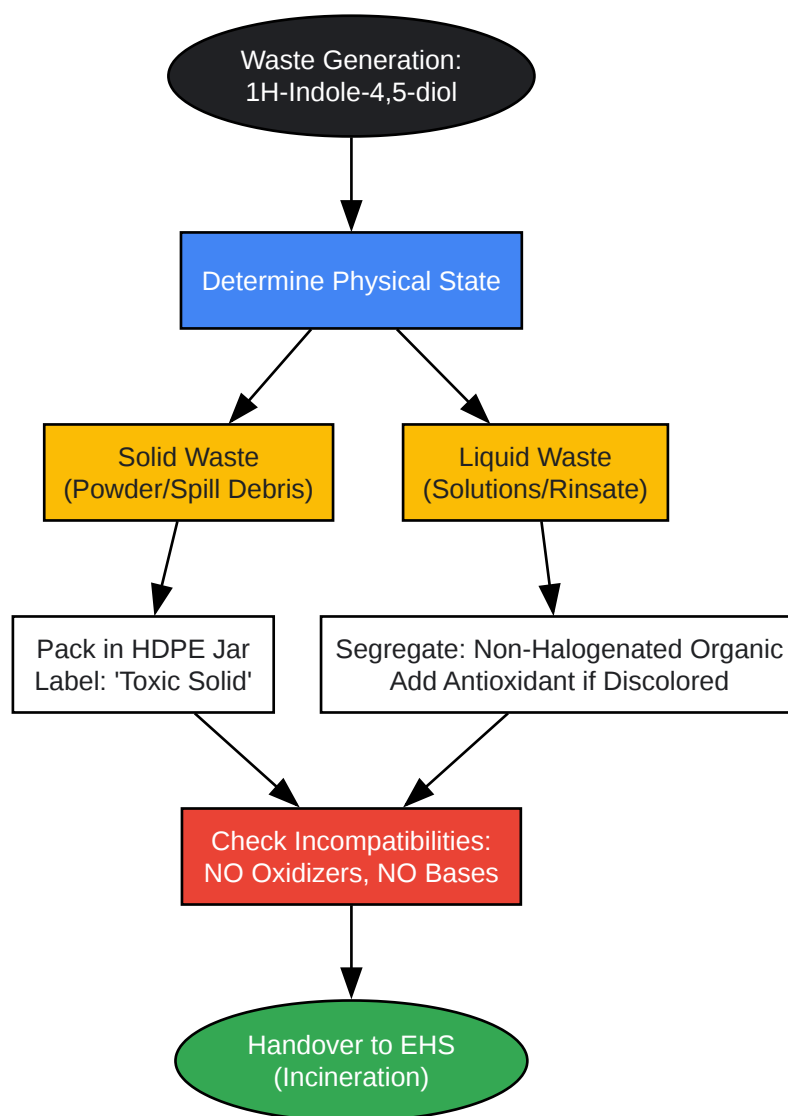 Waste Generation:
1H-Indole-4,5-diol
Determine Physical State
Solid Waste
(Powder/Spill Debris)
Liquid Waste
(Solutions/Rinsate)
Pack in HDPE Jar
Label: 'Toxic Solid'
Segregate: Non-Halogenated Organic
Add Antioxidant if Discolored
Check Incompatibilities:
NO Oxidizers, NO Bases
Handover to EHS
(Incineration)